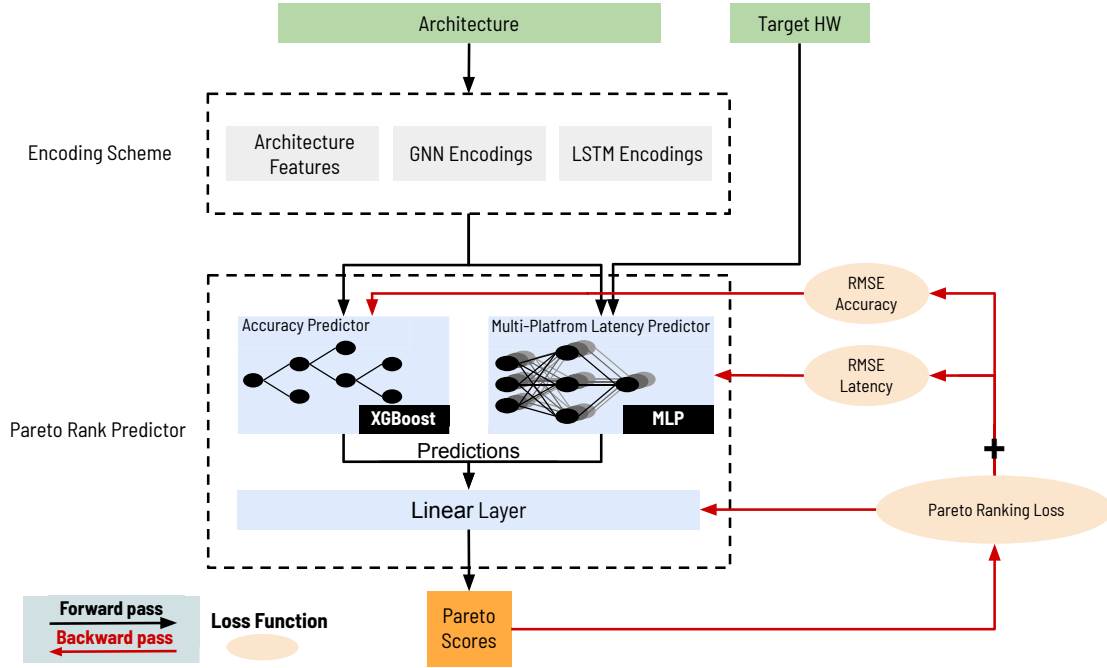 Architecture
Target HW
Encoding Scheme
Architecture
Features
GNN Encodings
LSTM Encodings
RMSE
Accuracy
Accuracy Predictor
Multi-Platfrom Latency Predictor
RMSE
Latency
XGBoost
MLP
Pareto Rank Predictor
Predictions
+
Linear Layer
Pareto Ranking Loss
Forward pass
Backward pass
Loss Function
Pareto
Scores